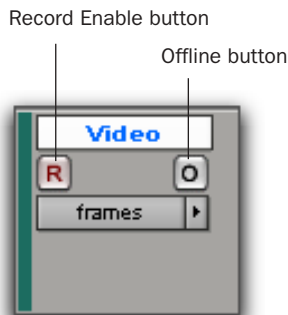 Record Enable button
Offline button
Video
R O
frames